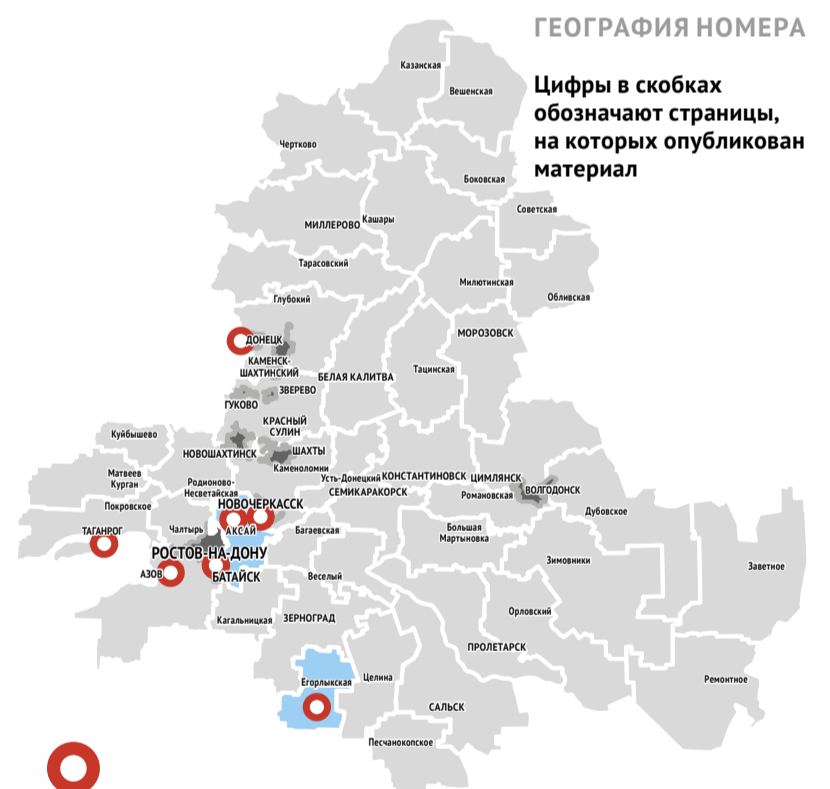 ГЕОГРАФИЯ НОМЕРА
Цифры в скобках
обозначают страницы,
на которых опубликован
материал
Казанская
Вешенская
Чертково
Боковская
Советская
МИЛЛЕРОВО
Кашары
Тарасовский
Милютинская
Обливская
Глубокий
МОРОЗОВСК
ДОНЕЦК
КАМЕНСК-
ШАХТИНСКИЙ
Тацинская
БЕЛАЯ КАЛИТВА
ЗВЕРЕВО
ГУКОВО
КРАСНЫЙ
СУЛИН
Куйбышево
НОВОШАХТИНСК
ШАХТЫ
Каменоломни
Матвеев
Курган
Родионово-
Несветайская
Усть-Донецкий
КОНСТАНТИНОВСК
ЦИМЛЯНСК
СЕМИКАРАКОРСК
Романовская
ВОЛГОДОНСК
Покровское
НОВОЧЕРКАССК
Дубовское
ТАГАНРОГ
Чалтырь
АКСАЙ
Багаевская
Большая
Мартыновка
РОСТОВ-НА-ДОНУ
Зимовники
Заветное
АЗОВ
БАТАЙСК
Веселый
Кагальницкая
ЗЕРНОГРАД
Орловский
ПРОЛЕТАРСК
Егорлыкская
Целина
Ремонтное
САЛЬСК
Песчанокопское